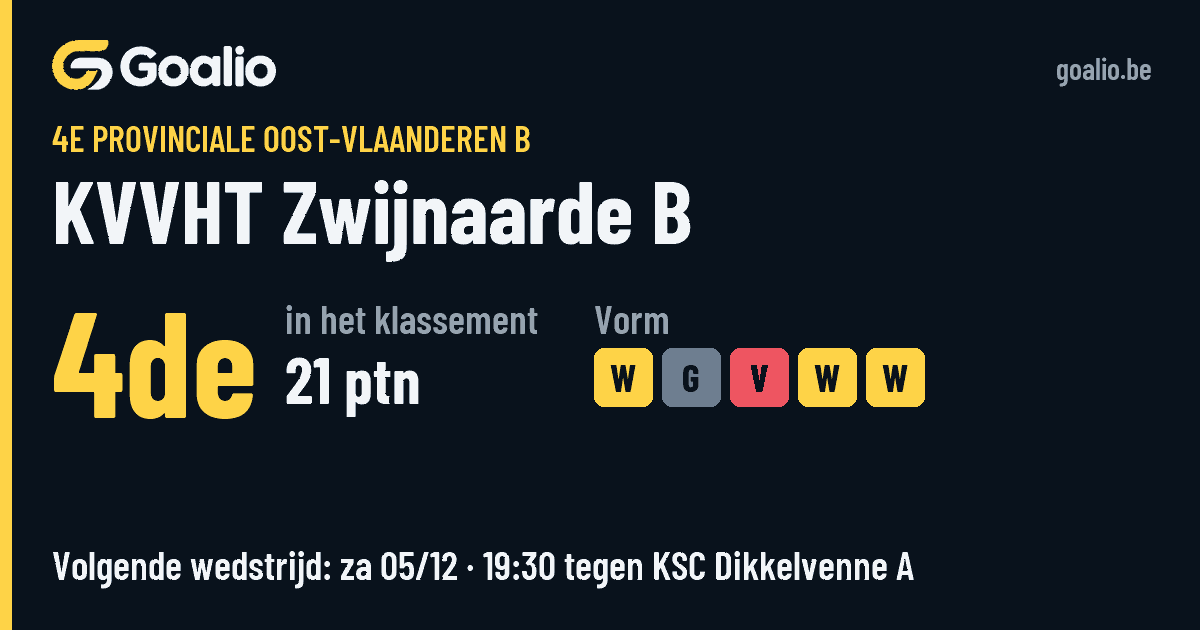 Goalio
goalio.be
4E PROVINCIALE OOST-VLAANDEREN B
KVVHT Zwijnaarde B
4de
in het klassement
21 ptn
Vorm
W G V W W
Volgende wedstrijd: za 05/12 · 19:30 tegen KSC Dikkelvenne A